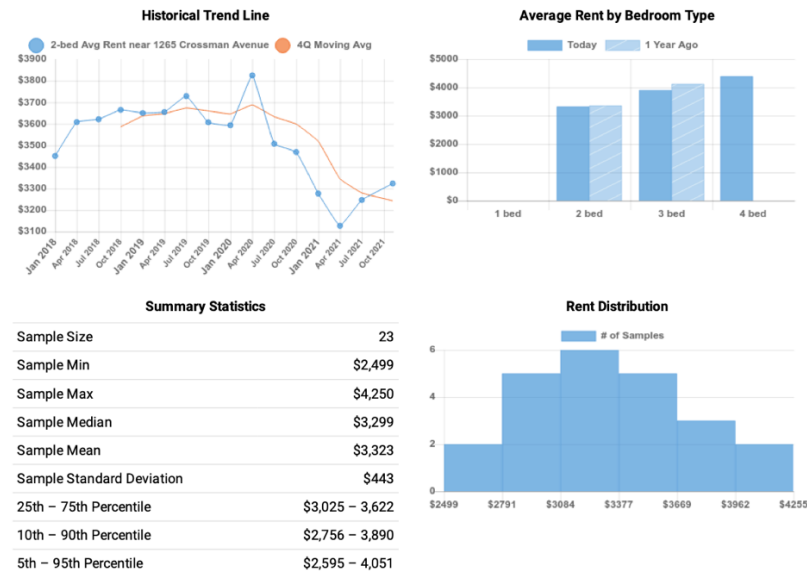 Historical Trend Line
2-bed Avg Rent near 1265 Crossman Avenue 4Q Moving Avg
$3900
$3800
$3700
$3600
$3500
$3400
$3300
$3200
$3100
Jan 2018 Apr 2018 Jul 2018 Oct 2018 Jan 2019 Apr 2019 Jul 2019 Oct 2019 Jan 2020 Apr 2020 Jul 2020 Oct 2020 Jan 2021 Apr 2021 Jul 2021 Oct 2021
Average Rent by Bedroom Type
Today 1 Year Ago
$5000
$4000
$3000
$2000
$1000
$0
1 bed 2 bed 3 bed 4 bed
Summary Statistics
Sample Size 23
Sample Min $2,499
Sample Max $4,250
Sample Median $3,299
Sample Mean $3,323
Sample Standard Deviation $443
25th – 75th Percentile $3,025 – 3,622
10th – 90th Percentile $2,756 – 3,890
5th – 95th Percentile $2,595 – 4,051
Rent Distribution
# of Samples
6
4
2
0
$2499 $2791 $3084 $3377 $3669 $3962 $4255